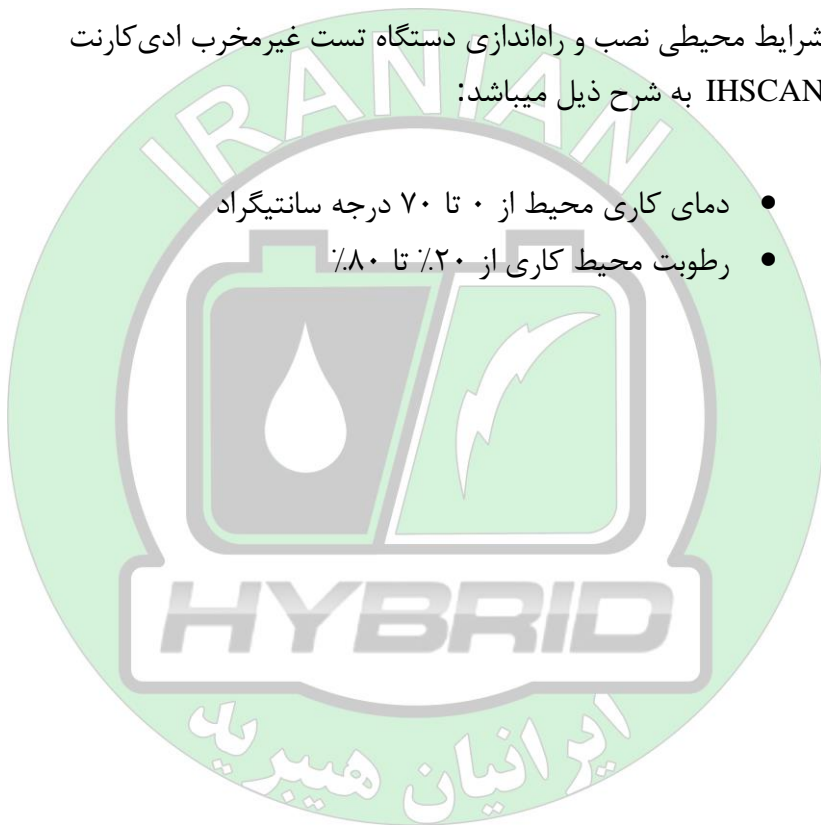 شرایط محیطی نصب و راه‌اندازی دستگاه تست غیرمخرب ادی‌کارنت
IHSCAN به شرح ذیل میباشد:
• دمای کاری محیط از ۰ تا ۷۰ درجه سانتیگراد
• رطوبت محیط کاری از ۲۰٪ تا ۸۰٪
IRANIAN
HYBRID
ایرانیان هیبرید